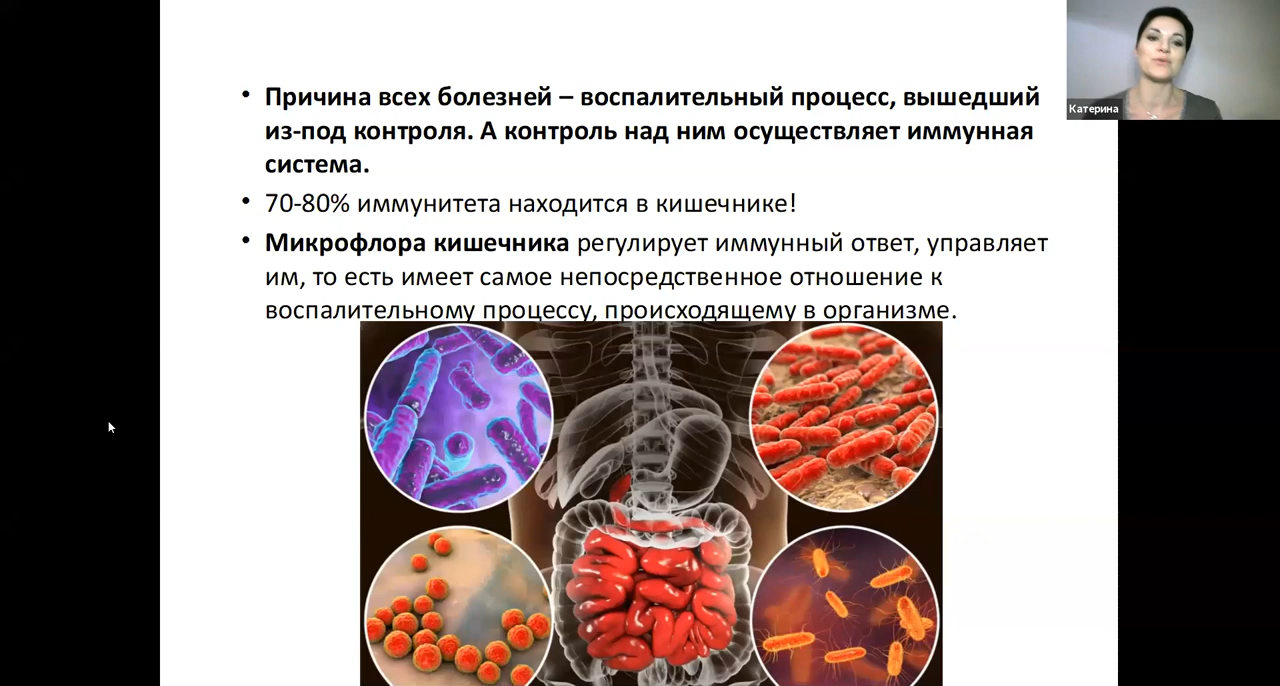 • Причина всех болезней – воспалительный процесс, вышедший
из-под контроля. А контроль над ним осуществляет иммунная
система.
• 70-80% иммунитета находится в кишечнике!
• Микрофлора кишечника регулирует иммунный ответ, управляет
им, то есть имеет самое непосредственное отношение к
воспалительному процессу, происходящему в организме.
Катерина